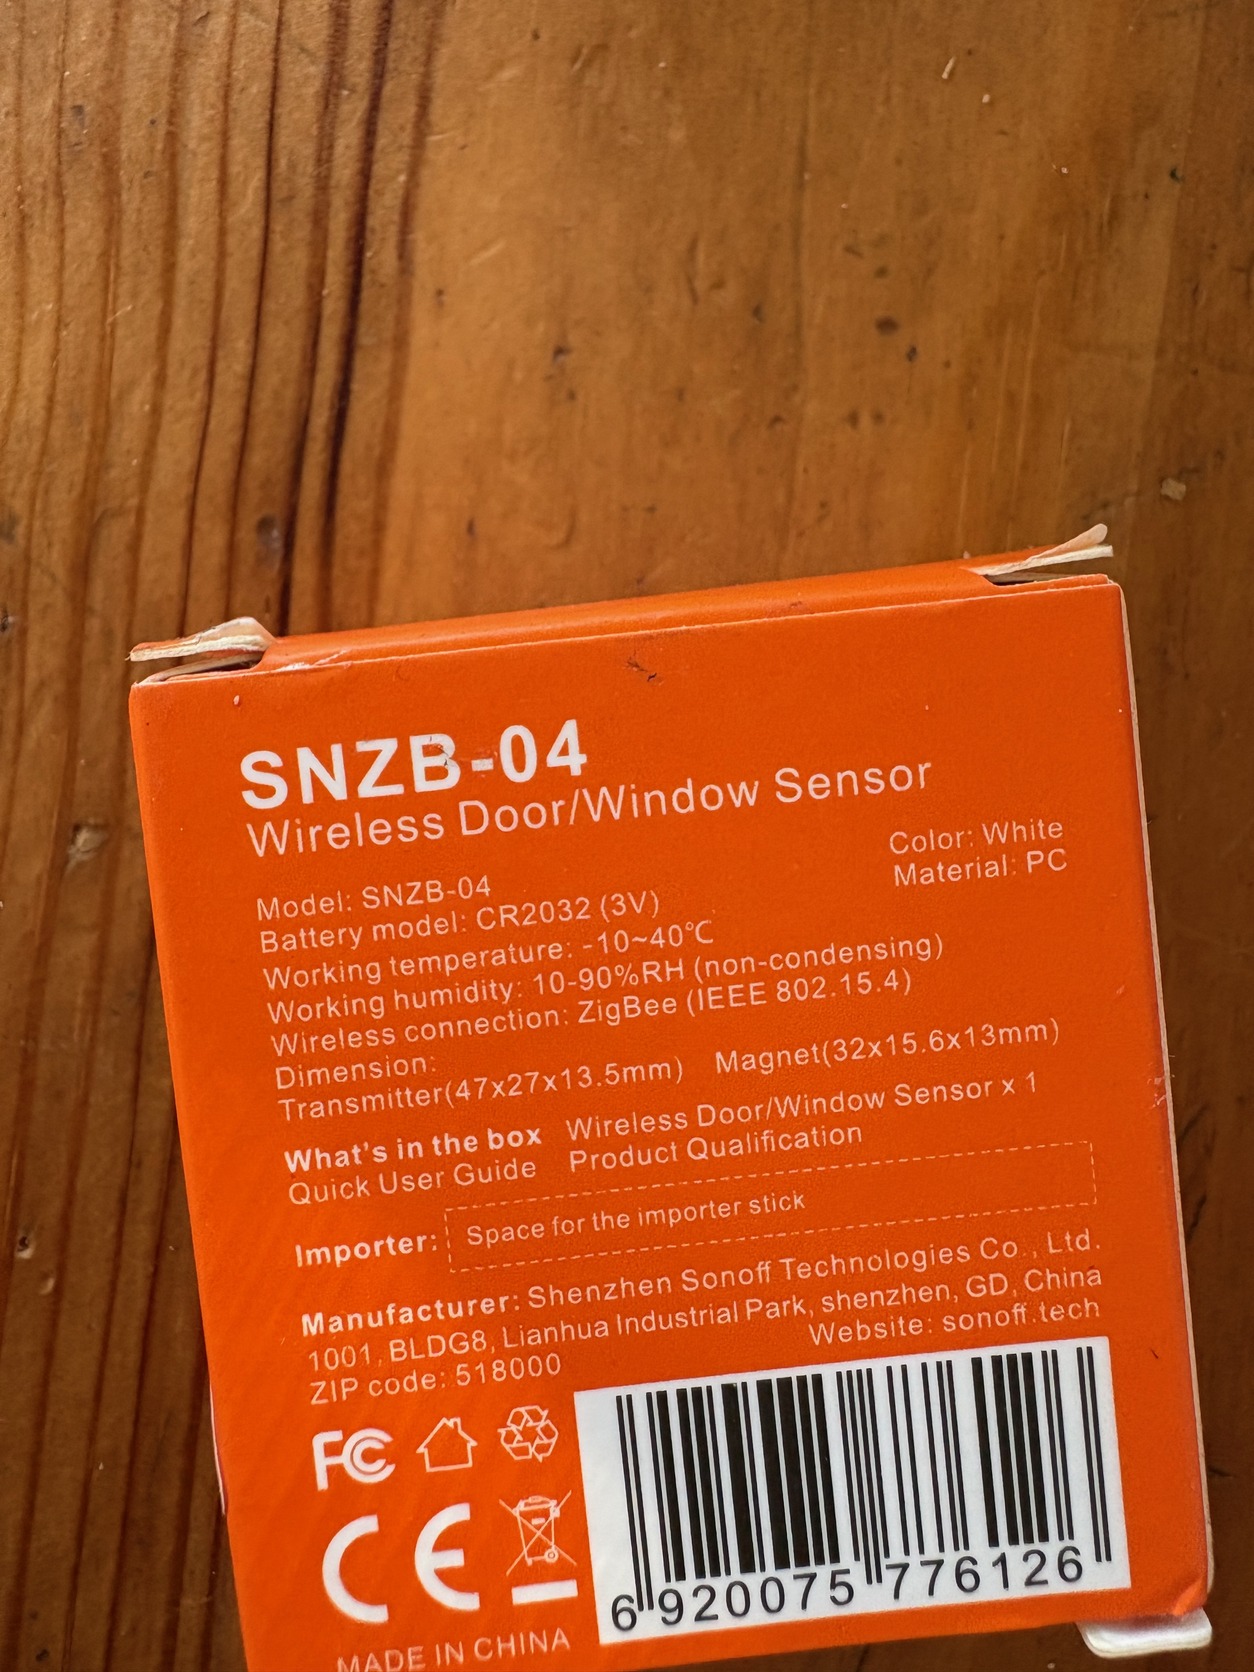 SNZB-04
Wireless Door/Window Sensor
Color: White
Material: PC
Model: SNZB-04
Battery model: CR2032 (3V)
Working temperature: -10~40℃
Working humidity: 10-90%RH (non-condensing)
Wireless connection: ZigBee (IEEE 802.15.4)
Dimension:
Transmitter(47x27x13.5mm) Magnet(32x15.6x13mm)
What's in the box Wireless Door/Window Sensor x 1
Quick User Guide Product Qualification
Importer: Space for the importer stick
Manufacturer: Shenzhen Sonoff Technologies Co., Ltd.
1001, BLDG8, Lianhua Industrial Park, shenzhen, GD, China
ZIP code: 518000 Website: sonoff.tech
FC
CE
6 920075 776126
MADE IN CHINA